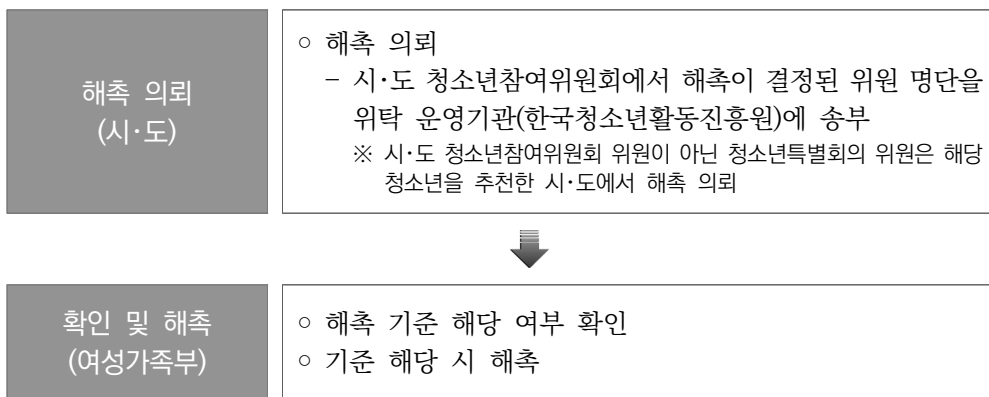 해촉 의뢰
(시·도)
○ 해촉 의뢰
- 시·도 청소년참여위원회에서 해촉이 결정된 위원 명단을
위탁 운영기관(한국청소년활동진흥원)에 송부
※ 시·도 청소년참여위원회 위원이 아닌 청소년특별회의 위원은 해당
청소년을 추천한 시·도에서 해촉 의뢰
확인 및 해촉
(여성가족부)
○ 해촉 기준 해당 여부 확인
○ 기준 해당 시 해촉